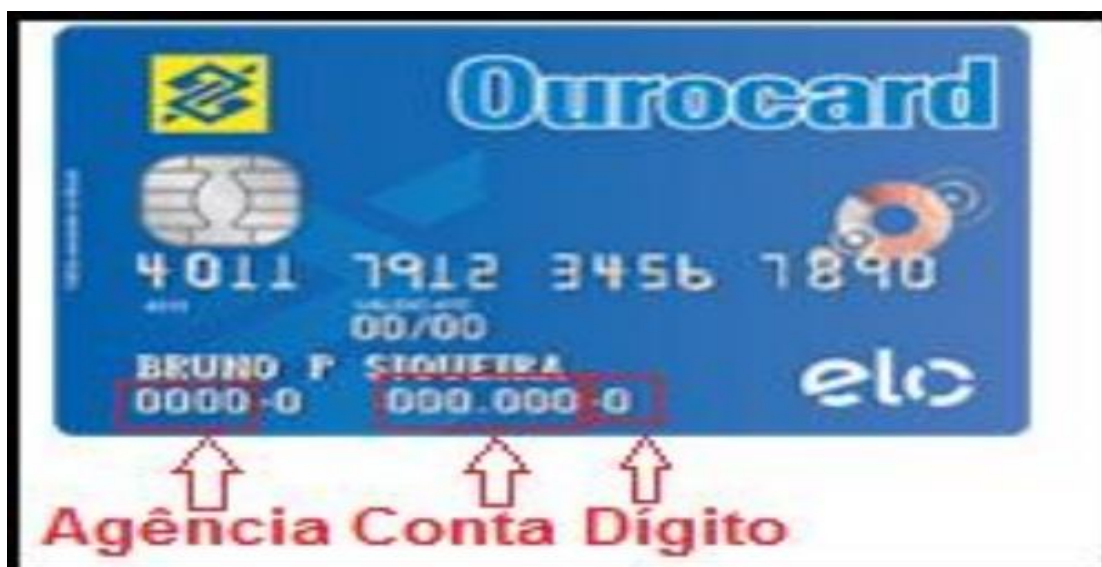 Ourocard
4011 7912 3456 7890
00/00
BRUNO F SIQUEIRA
0000-0 000.000-0
elo
Agência Conta Dígito